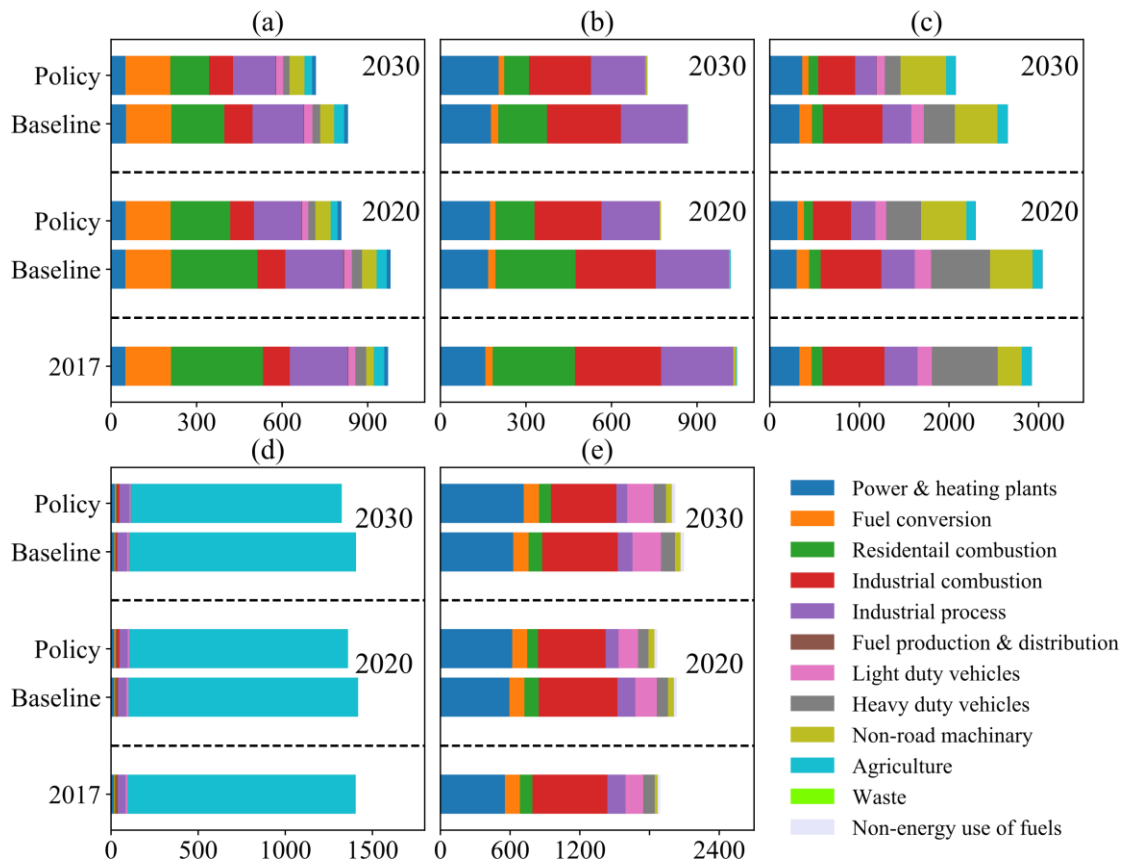 (a)
(b)
(c)
Policy
2030
2030
2030
Baseline
Policy
2020
2020
2020
Baseline
2017
0 300 600 900
0 300 600 900
0 1000 2000 3000
(d)
(e)
Policy
2030
2030
Baseline
Policy
2020
2020
Baseline
2017
0 500 1000 1500
0 600 1200 2400
Power & heating plants
Fuel conversion
Residentail combustion
Industrial combustion
Industrial process
Fuel production & distribution
Light duty vehicles
Heavy duty vehicles
Non-road machinary
Agriculture
Waste
Non-energy use of fuels